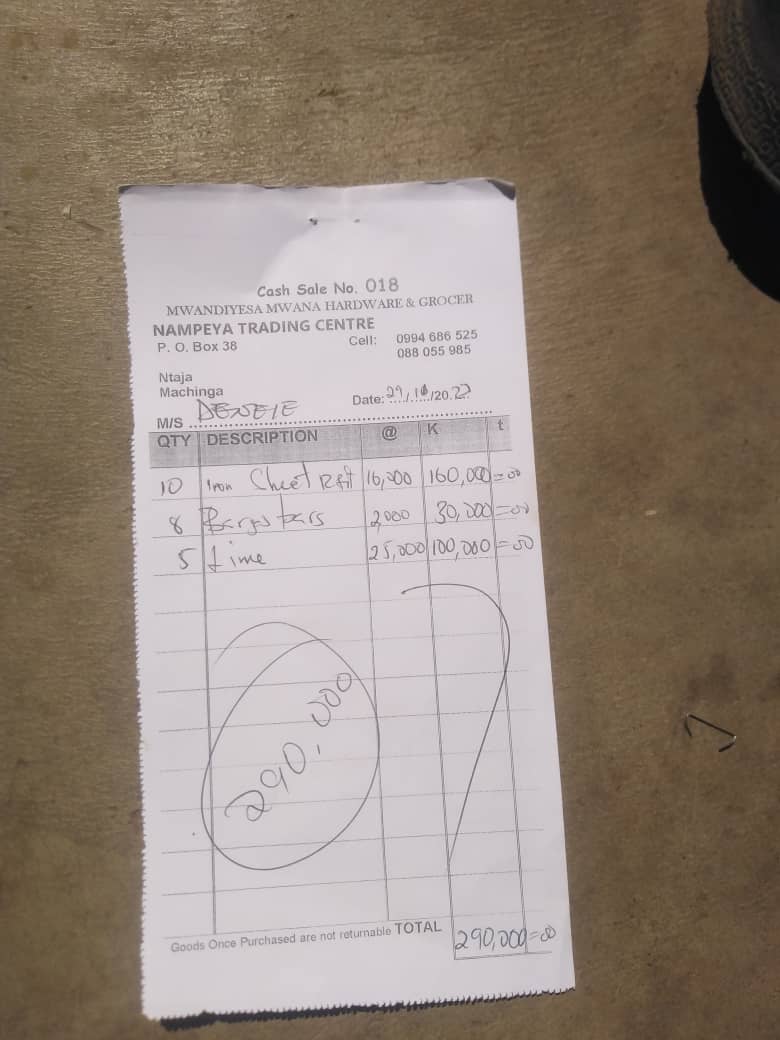 Cash Sale No. 018
MWANDIYESA MWANA HARDWARE & GROCER
NAMPEYA TRADING CENTRE
P. O. Box 38 Cell: 0994 686 525
088 055 985
Ntaja
Machinga
Date: 29/10/2023
M/S
QTY DESCRIPTION @ K t
10 Iron Cheet 16,000 160,000=00
8 2,000 30,000=00
5 Lime 25,000 100,000=00
290,000
Goods Once Purchased are not returnable TOTAL 290,000=00